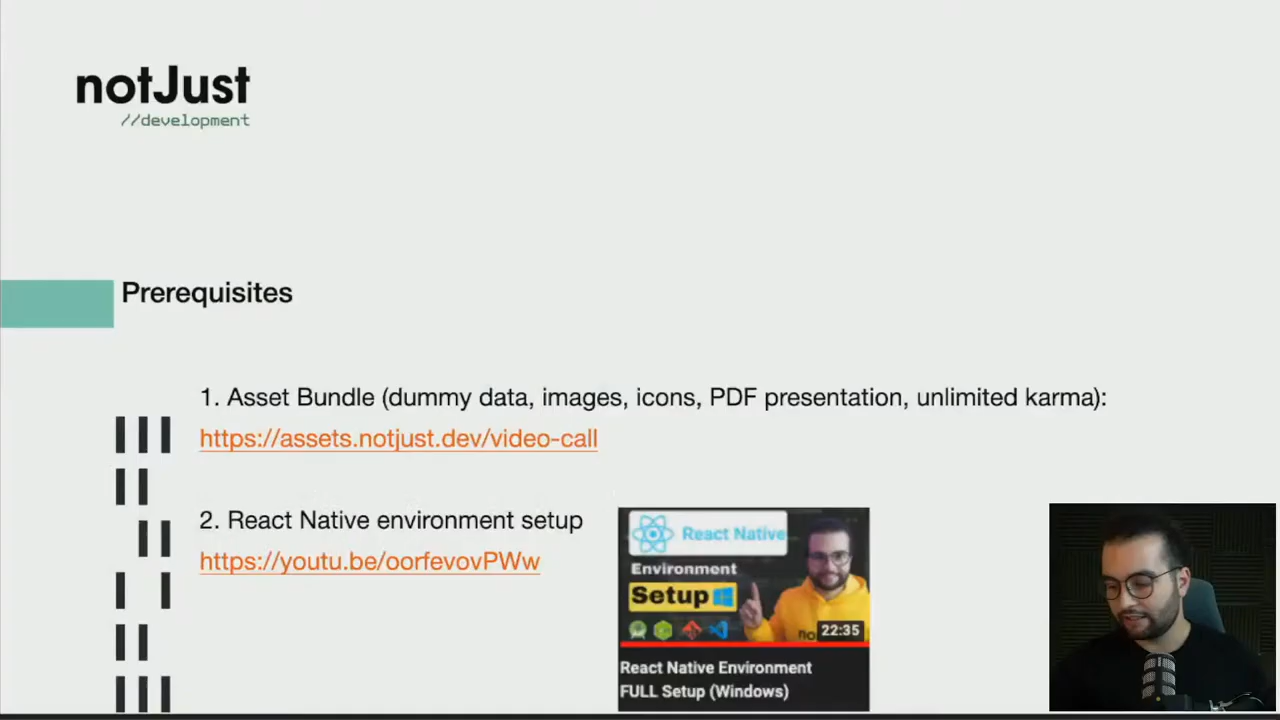 notJust
//development
Prerequisites
1. Asset Bundle (dummy data, images, icons, PDF presentation, unlimited karma):
https://assets.notjust.dev/video-call
2. React Native environment setup
https://youtu.be/oorfevovPWw
React Native
Environment
Setup
no
22:35
React Native Environment
FULL Setup (Windows)